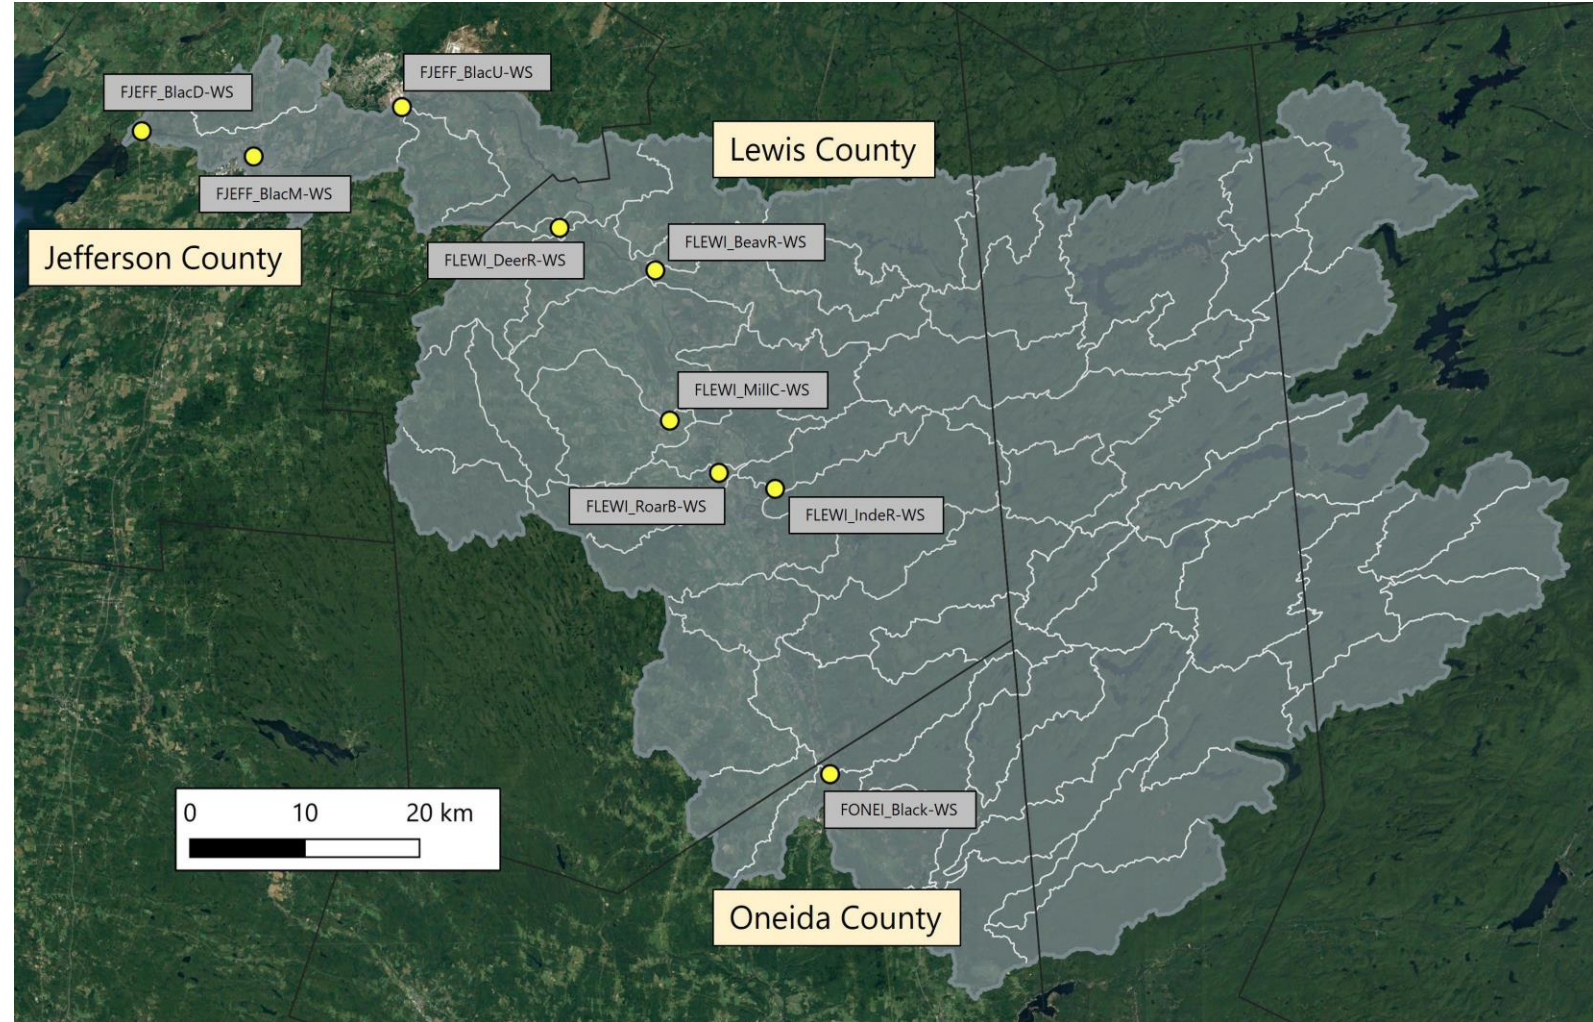 FJEFF_BlacU-WS
FJEFF_BlacD-WS
Lewis County
FJEFF_BlacM-WS
Jefferson County
FLEWI_DeerR-WS
FLEWI_BeavR-WS
FLEWI_MillC-WS
FLEWI_RoarB-WS
FLEWI_IndeR-WS
0 10 20 km
FONEI_Black-WS
Oneida County